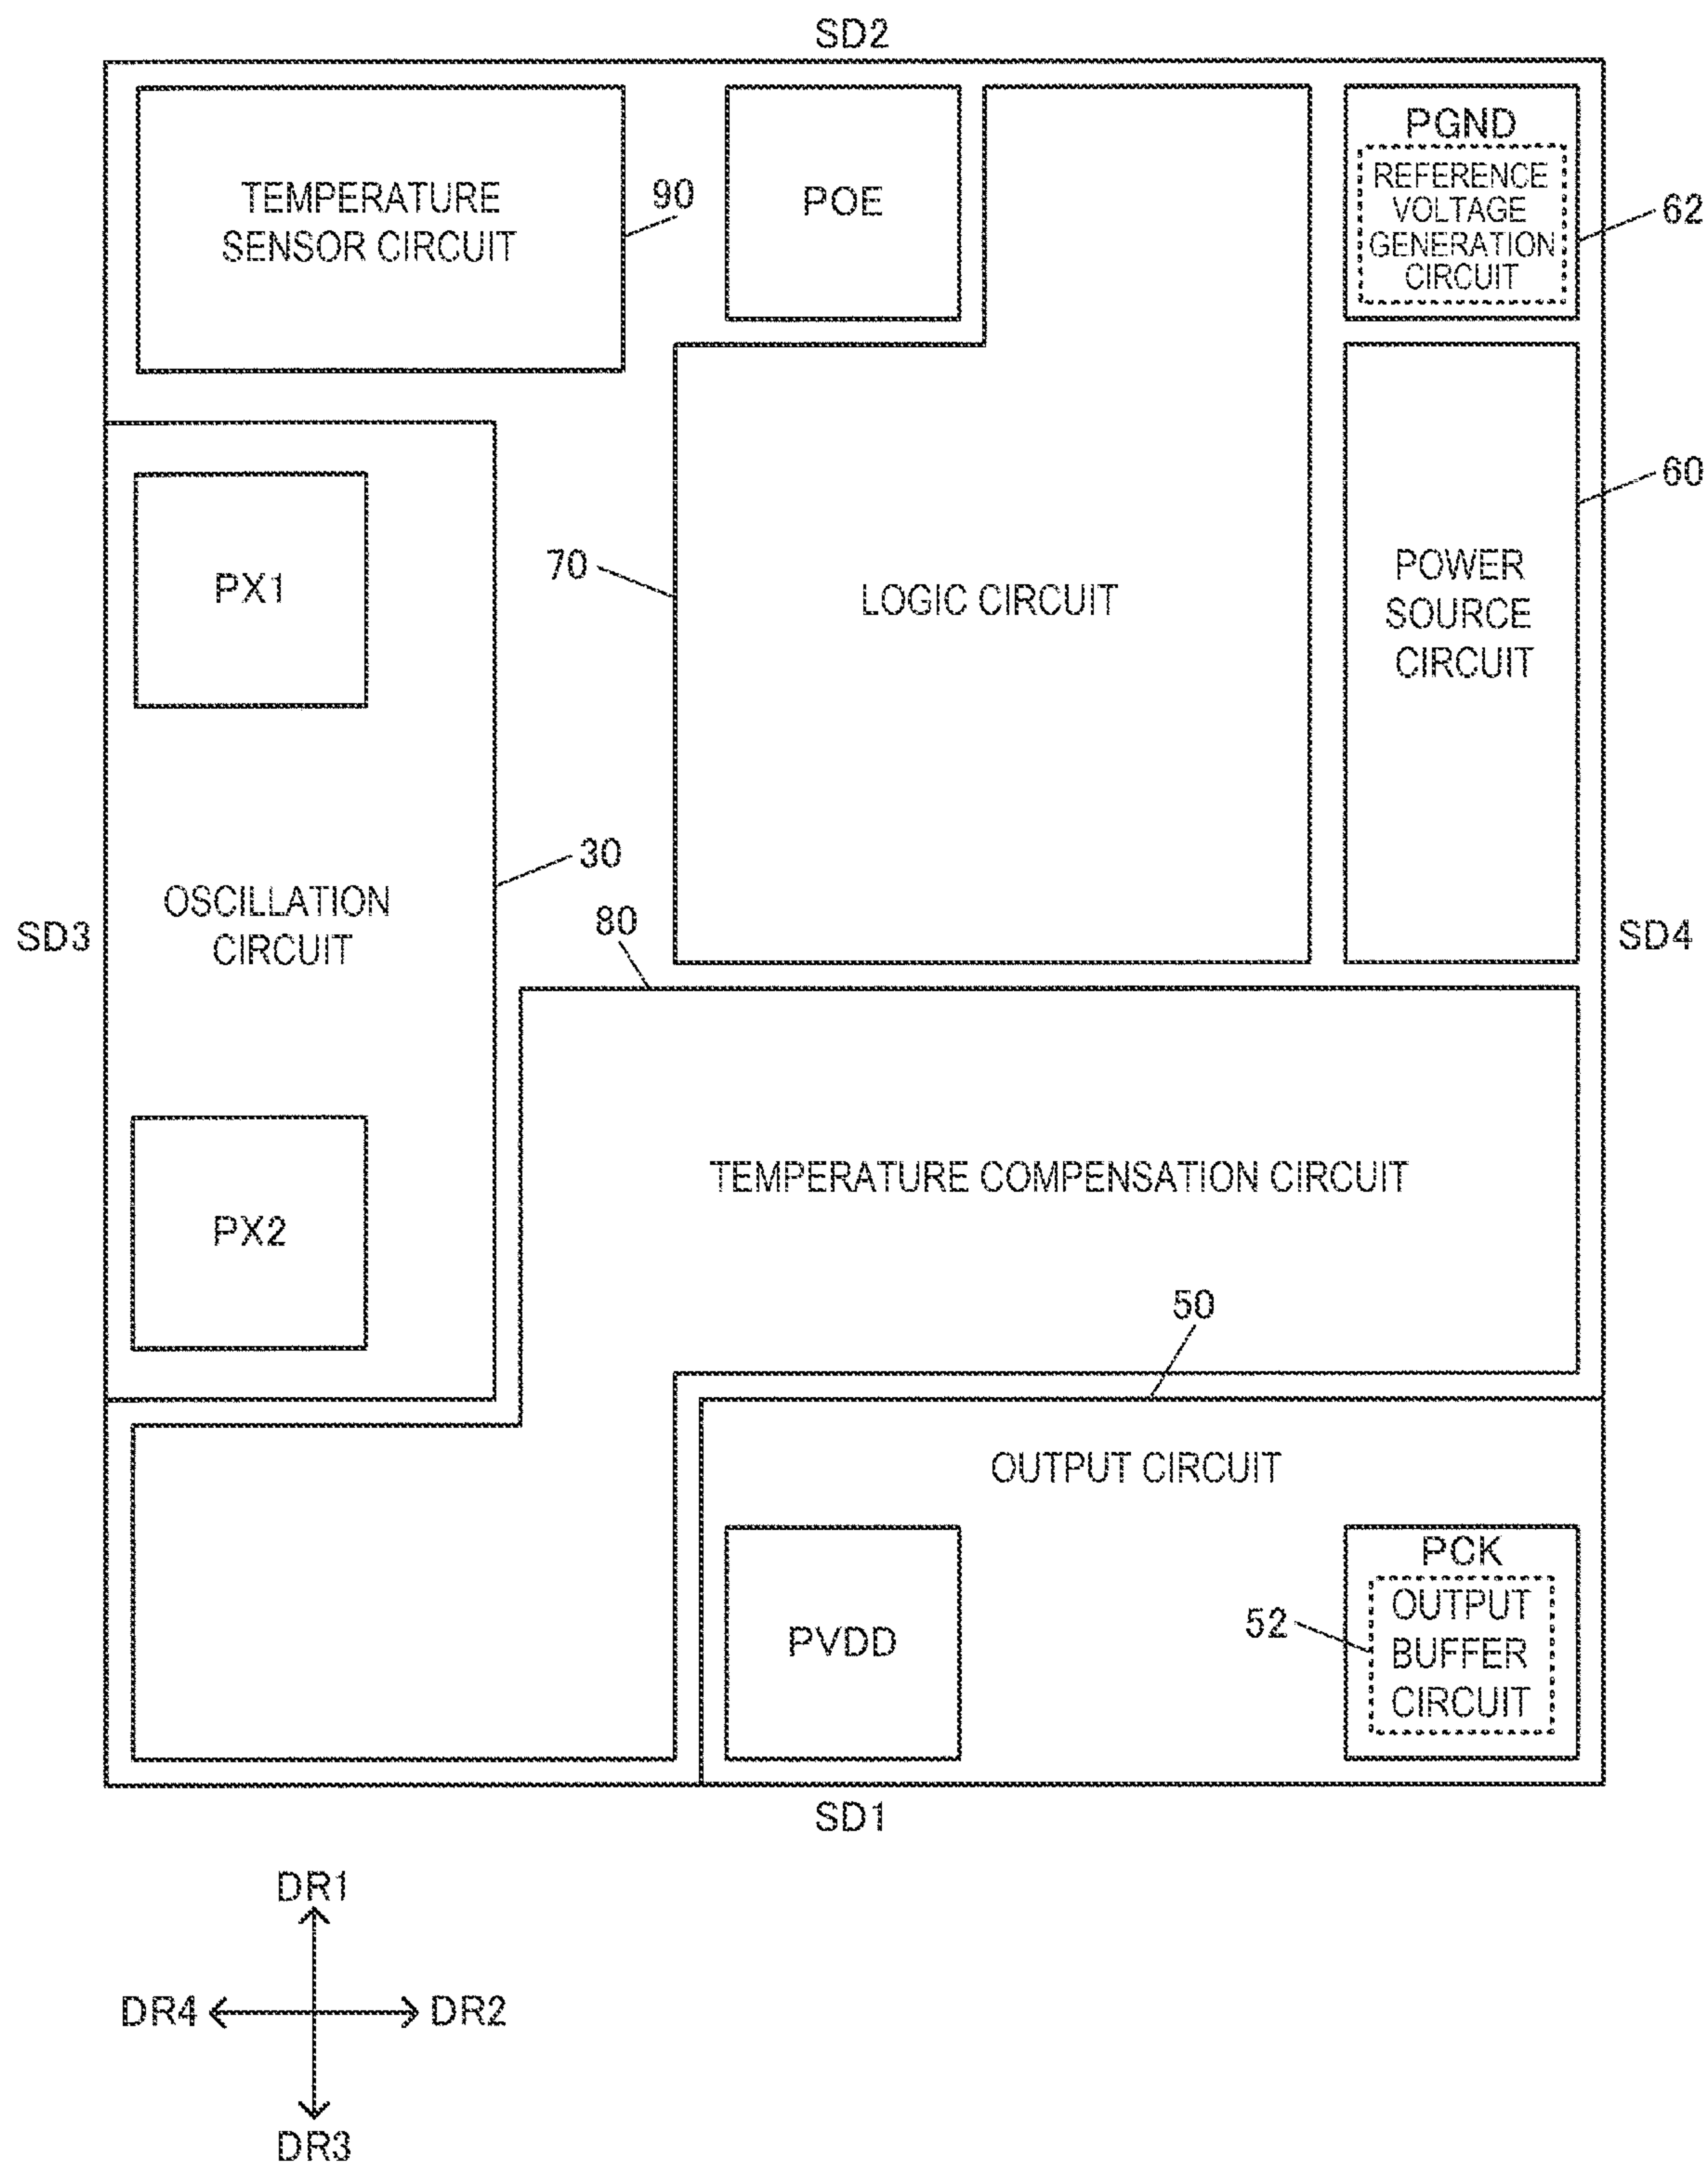 SD2
TEMPERATURE
SENSOR CIRCUIT
90
POE
PGND
REFERENCE
VOLTAGE
GENERATION
CIRCUIT
62
PX1
70
LOGIC CIRCUIT
60
POWER
SOURCE
CIRCUIT
SD3
OSCILLATION
CIRCUIT
30
80
SD4
PX2
TEMPERATURE COMPENSATION CIRCUIT
50
OUTPUT CIRCUIT
PVDD
52
PCK
OUTPUT
BUFFER
CIRCUIT
SD1
DR1
DR4
DR2
DR3